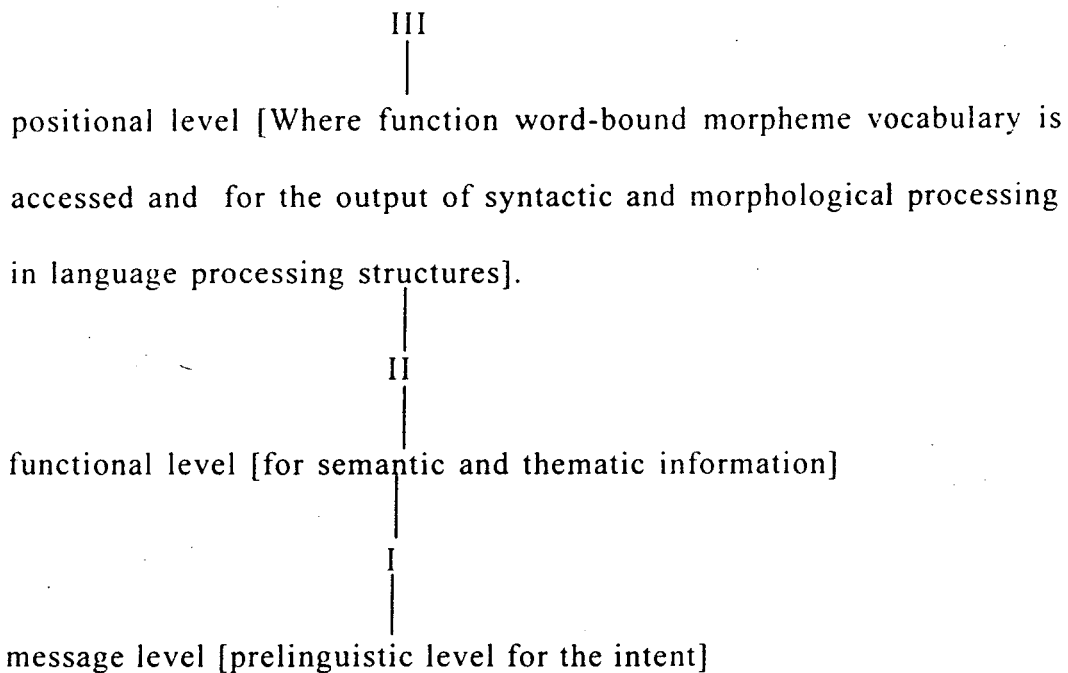 III
positional level [Where function word-bound morpheme vocabulary is
accessed and for the output of syntactic and morphological processing
in language processing structures].
II
functional level [for semantic and thematic information]
I
message level [prelinguistic level for the intent]